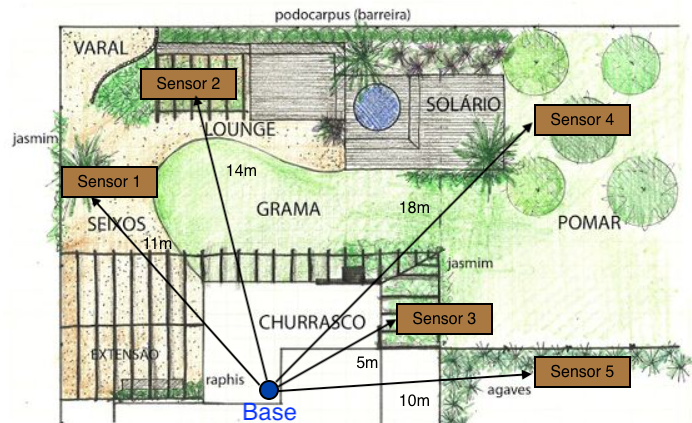 podocarpus (barreira)
VARAL
Sensor 2
SOLÁRIO
Sensor 4
jasmim
LOUNGE
14m
Sensor 1
18m
GRAMA
SEIXOS
POMAR
11m
jasmim
CHURRASCO
Sensor 3
EXTENSÃO
5m
raphis
Sensor 5
agaves
10m
Base